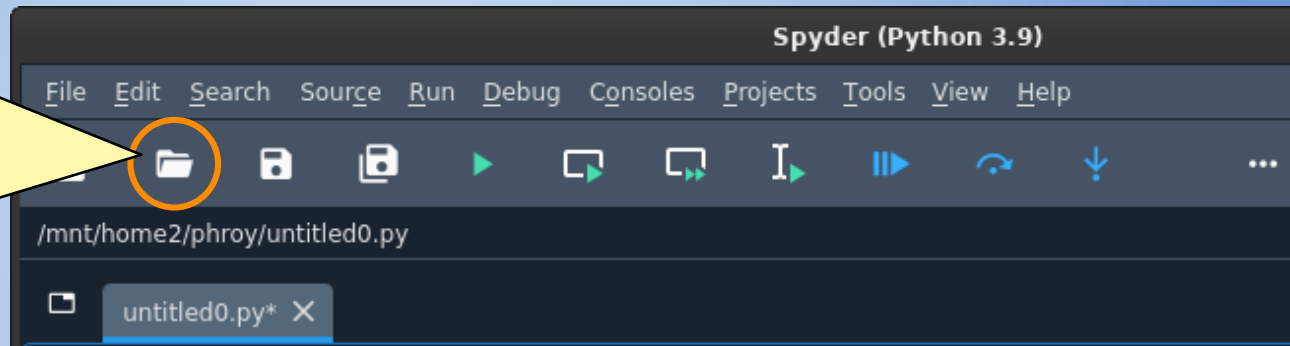 Spyder (Python 3.9)
File Edit Search Source Run Debug Consoles Projects Tools View Help
/mnt/home2/phroy/untitled0.py
untitled0.py*